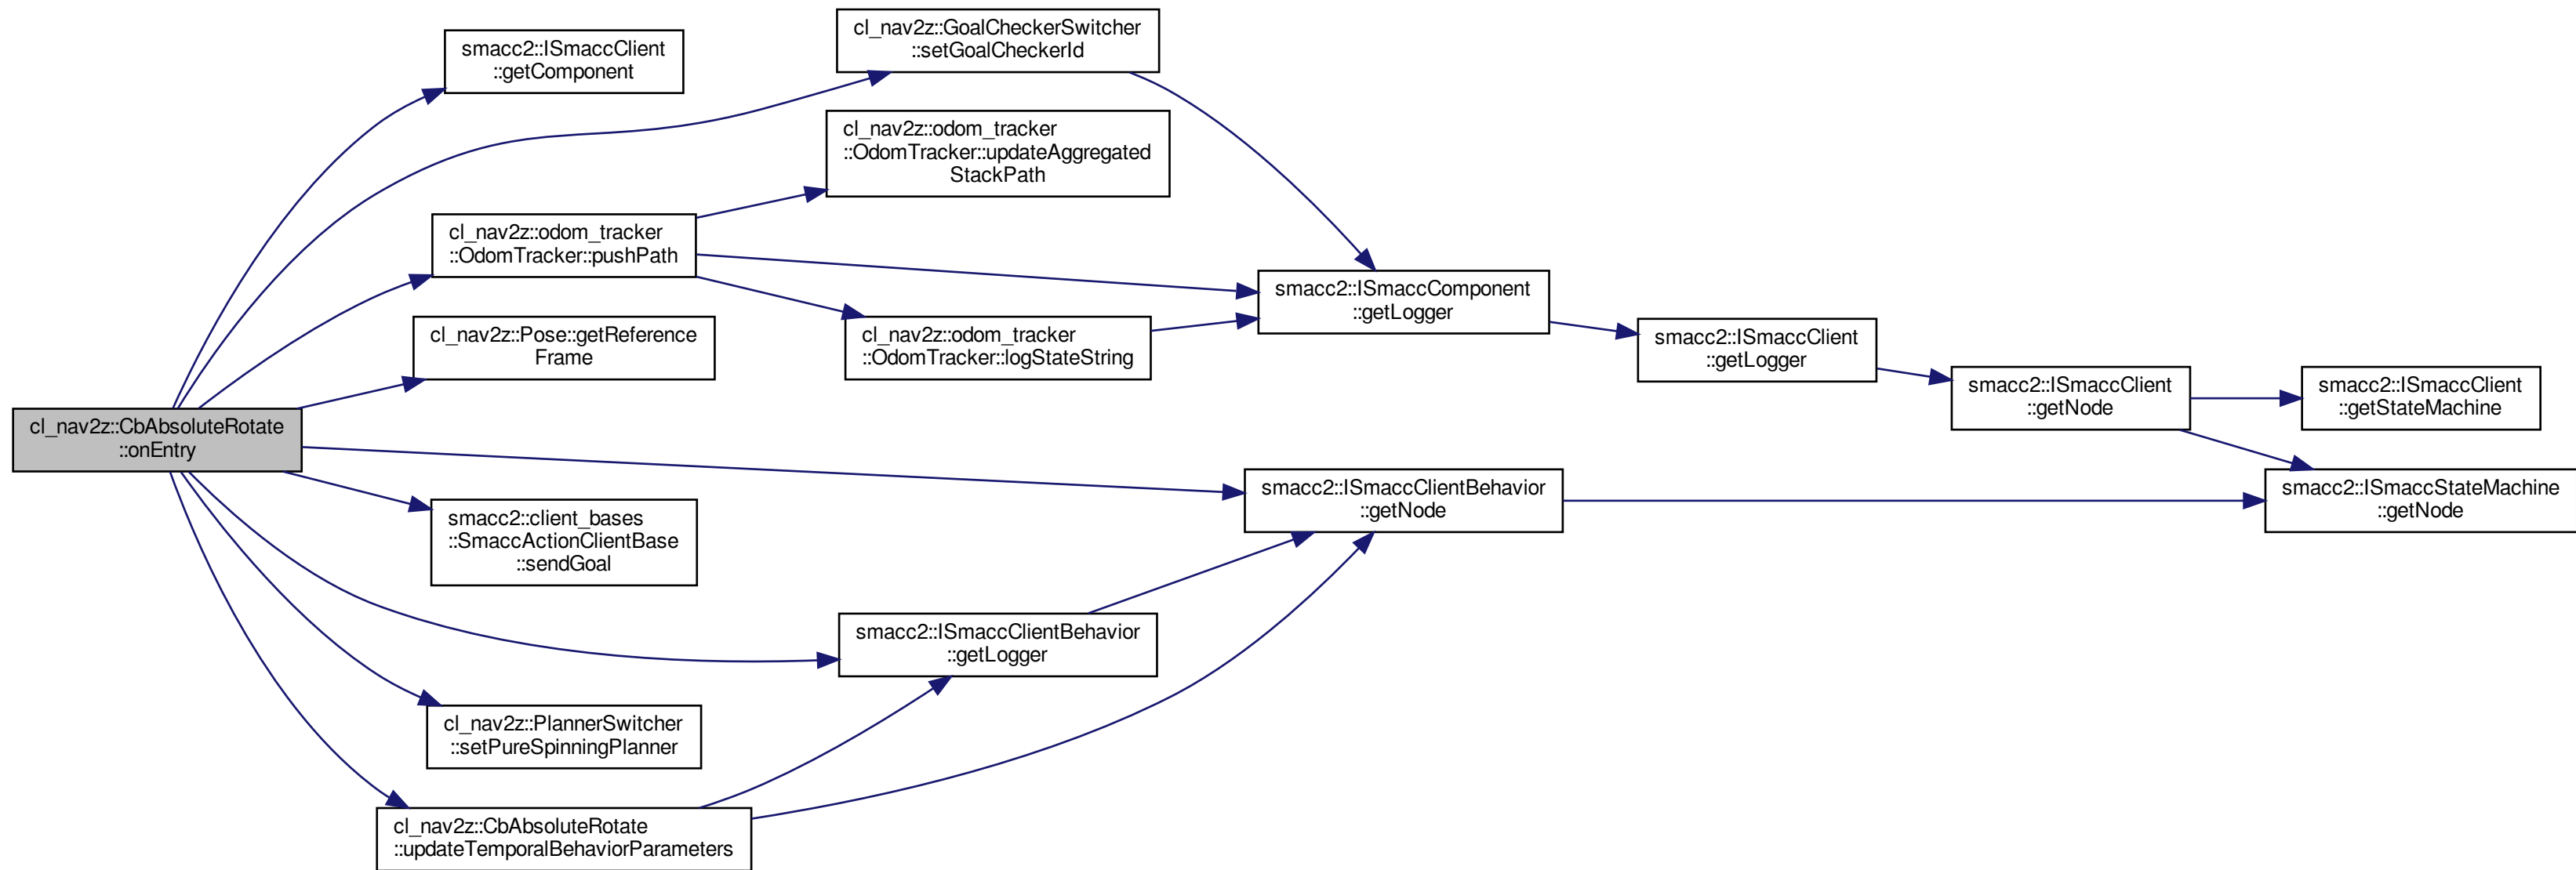 cl_nav2z::CbAbsoluteRotate
::onEntry
smacc2::ISmaccClient
::getComponent
cl_nav2z::GoalCheckerSwitcher
::setGoalCheckerId
cl_nav2z::odom_tracker
::OdomTracker::updateAggregated
StackPath
cl_nav2z::odom_tracker
::OdomTracker::pushPath
cl_nav2z::Pose::getReference
Frame
cl_nav2z::odom_tracker
::OdomTracker::logStateString
smacc2::ISmaccComponent
::getLogger
smacc2::ISmaccClient
::getLogger
smacc2::ISmaccClient
::getNode
smacc2::ISmaccClient
::getStateMachine
smacc2::ISmaccClientBehavior
::getNode
smacc2::ISmaccStateMachine
::getNode
smacc2::client_bases
::SmaccActionClientBase
::sendGoal
smacc2::ISmaccClientBehavior
::getLogger
cl_nav2z::PlannerSwitcher
::setPureSpinningPlanner
cl_nav2z::CbAbsoluteRotate
::updateTemporalBehaviorParameters